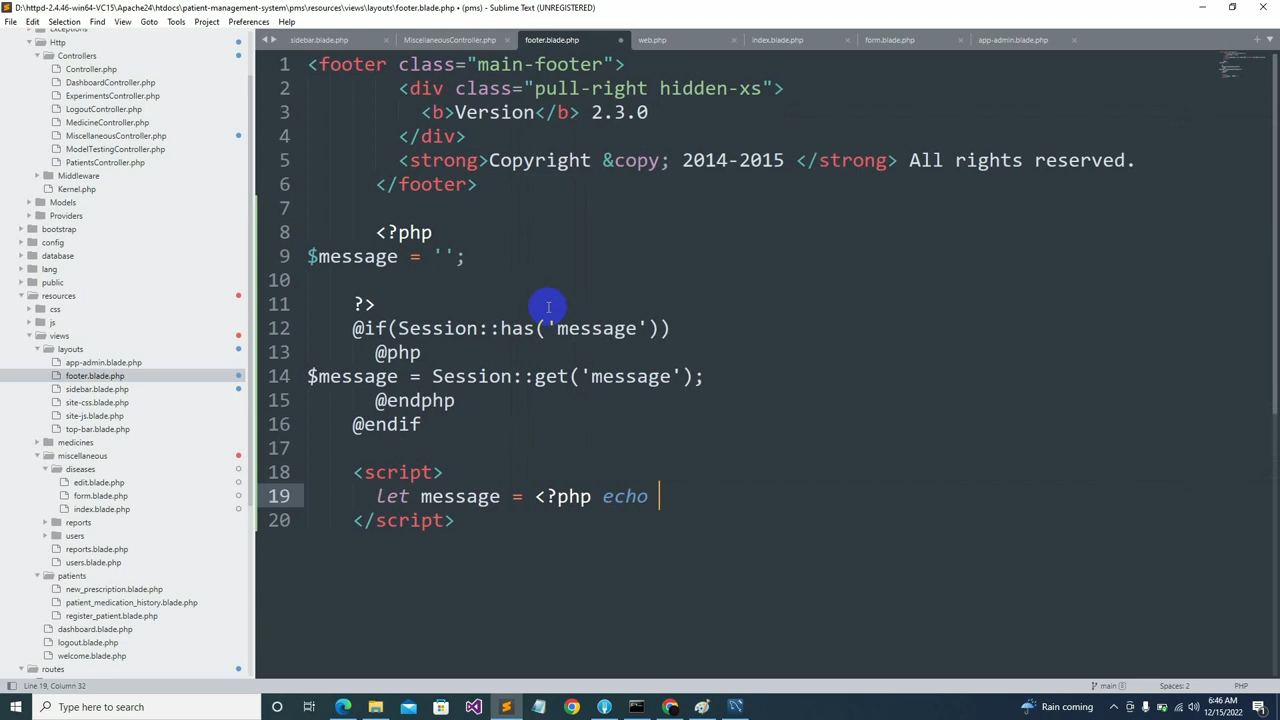 D:\httpd-2.4.46-win64-VC15\Apache24\htdocs\patient-management-system\pms\resources\views\layouts\footer.blade.php • (pms) - Sublime Text (UNREGISTERED)
File Edit Selection Find View Goto Tools Project Preferences Help
sidebar.blade.php MiscellaneousController.php footer.blade.php web.php index.blade.php form.blade.php app-admin.blade.php
Exceptions
Http
Controllers
Controller.php
DashboardController.php
ExperimentsController.php
LogoutController.php
MedicineController.php
MiscellaneousController.php
ModelTestingController.php
PatientsController.php
Middleware
Kernel.php
Models
Providers
bootstrap
config
database
lang
public
resources
css
js
views
layouts
app-admin.blade.php
footer.blade.php
sidebar.blade.php
site-css.blade.php
site-js.blade.php
top-bar.blade.php
medicines
miscellaneous
diseases
edit.blade.php
form.blade.php
index.blade.php
reports
users
reports.blade.php
users.blade.php
patients
new_prescription.blade.php
patient_medication_history.blade.php
register_patient.blade.php
dashboard.blade.php
logout.blade.php
welcome.blade.php
routes
1 <footer class="main-footer">
2 <div class="pull-right hidden-xs">
3 <b>Version</b> 2.3.0
4 </div>
5 <strong>Copyright &copy; 2014-2015 </strong> All rights reserved.
6 </footer>
7
8 <?php
9 $message = '';
10
11 ?>
12 @if(Session::has('message'))
13 @php
14 $message = Session::get('message');
15 @endphp
16 @endif
17
18 <script>
19 let message = <?php echo
20 </script>
Line 19, Column 32 main Spaces: 2 PHP
Type here to search Rain coming 6:46 AM
12/15/2022